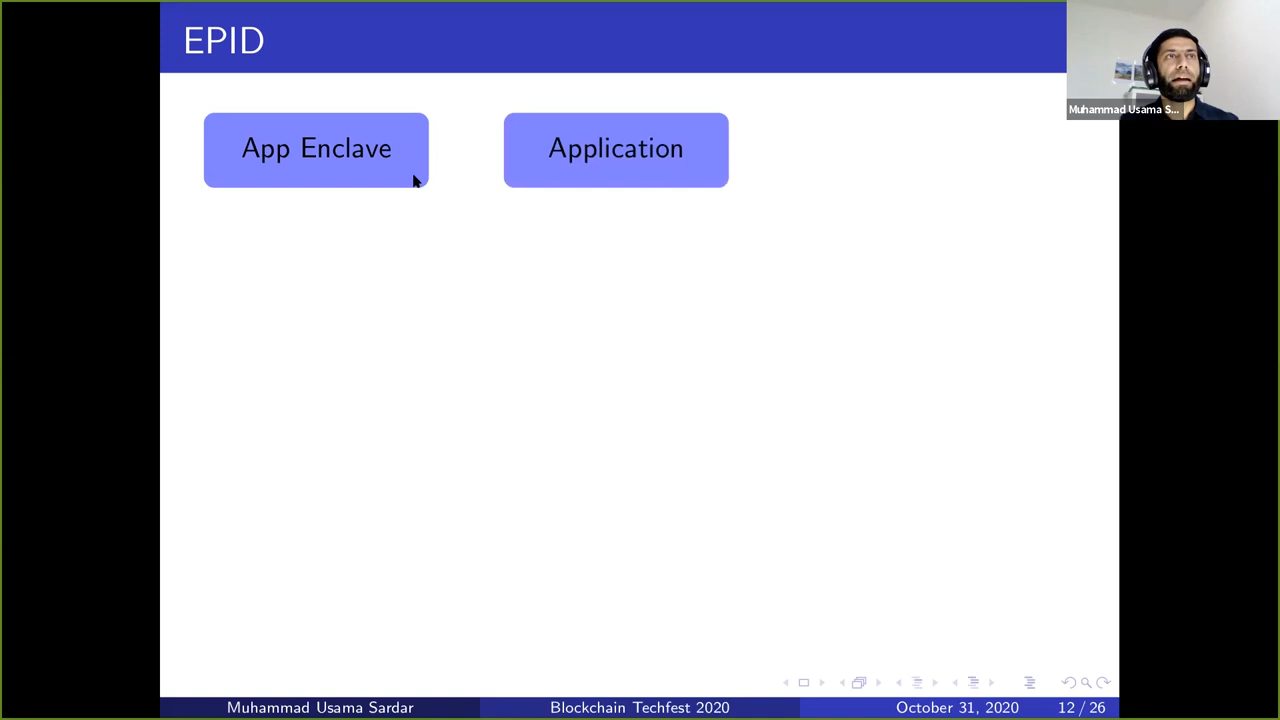 EPID
Muhammad Usama S...
App Enclave
Application
Muhammad Usama Sardar
Blockchain Techfest 2020
October 31, 2020
12 / 26